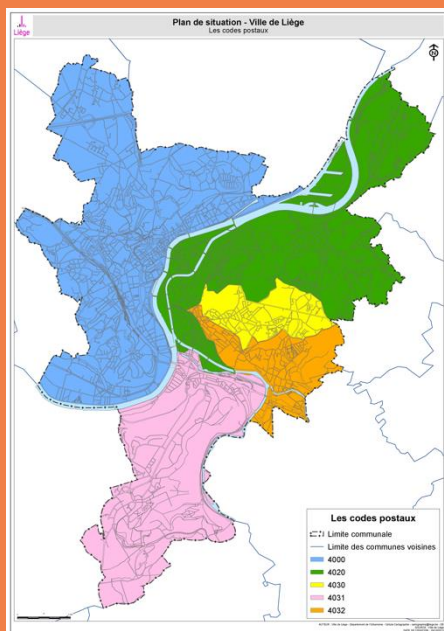 Liège
Plan de situation - Ville de Liège
Les codes postaux
Les codes postaux
Limite communale
Limite des communes voisines
4000
4020
4030
4031
4032